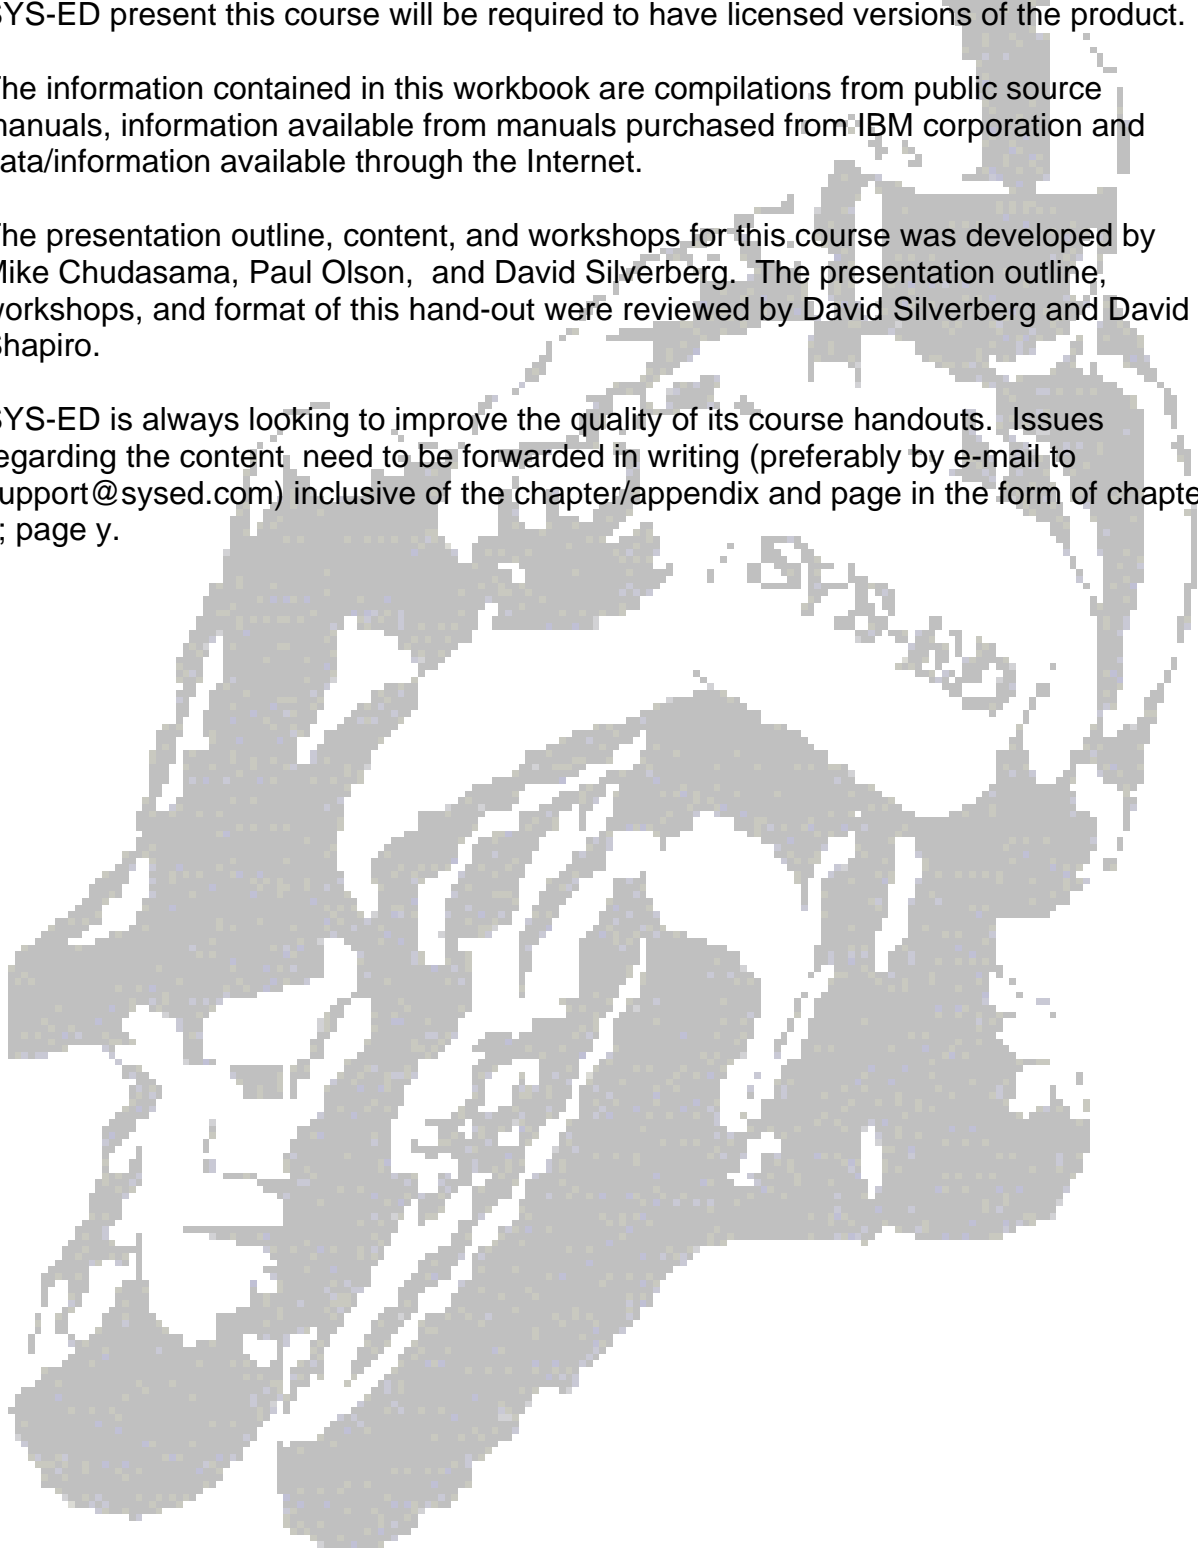 SYS-ED present this course will be required to have licensed versions of the product.
he information contained in this workbook are compilations from public source
manuals, information available from manuals purchased from IBM corporation and
ata/information available through the Internet.
he presentation outline, content, and workshops for this course was developed by
Mike Chudasama, Paul Olson,  and David Silverberg.  The presentation outline,
workshops, and format of this hand-out were reviewed by David Silverberg and David
Shapiro.
SYS-ED is always looking to improve the quality of its course handouts.  Issues
egarding the content  need to be forwarded in writing (preferably by e-mail to
upport@sysed.com) inclusive of the chapter/appendix and page in the form of chapte
; page y.
SYS-ED